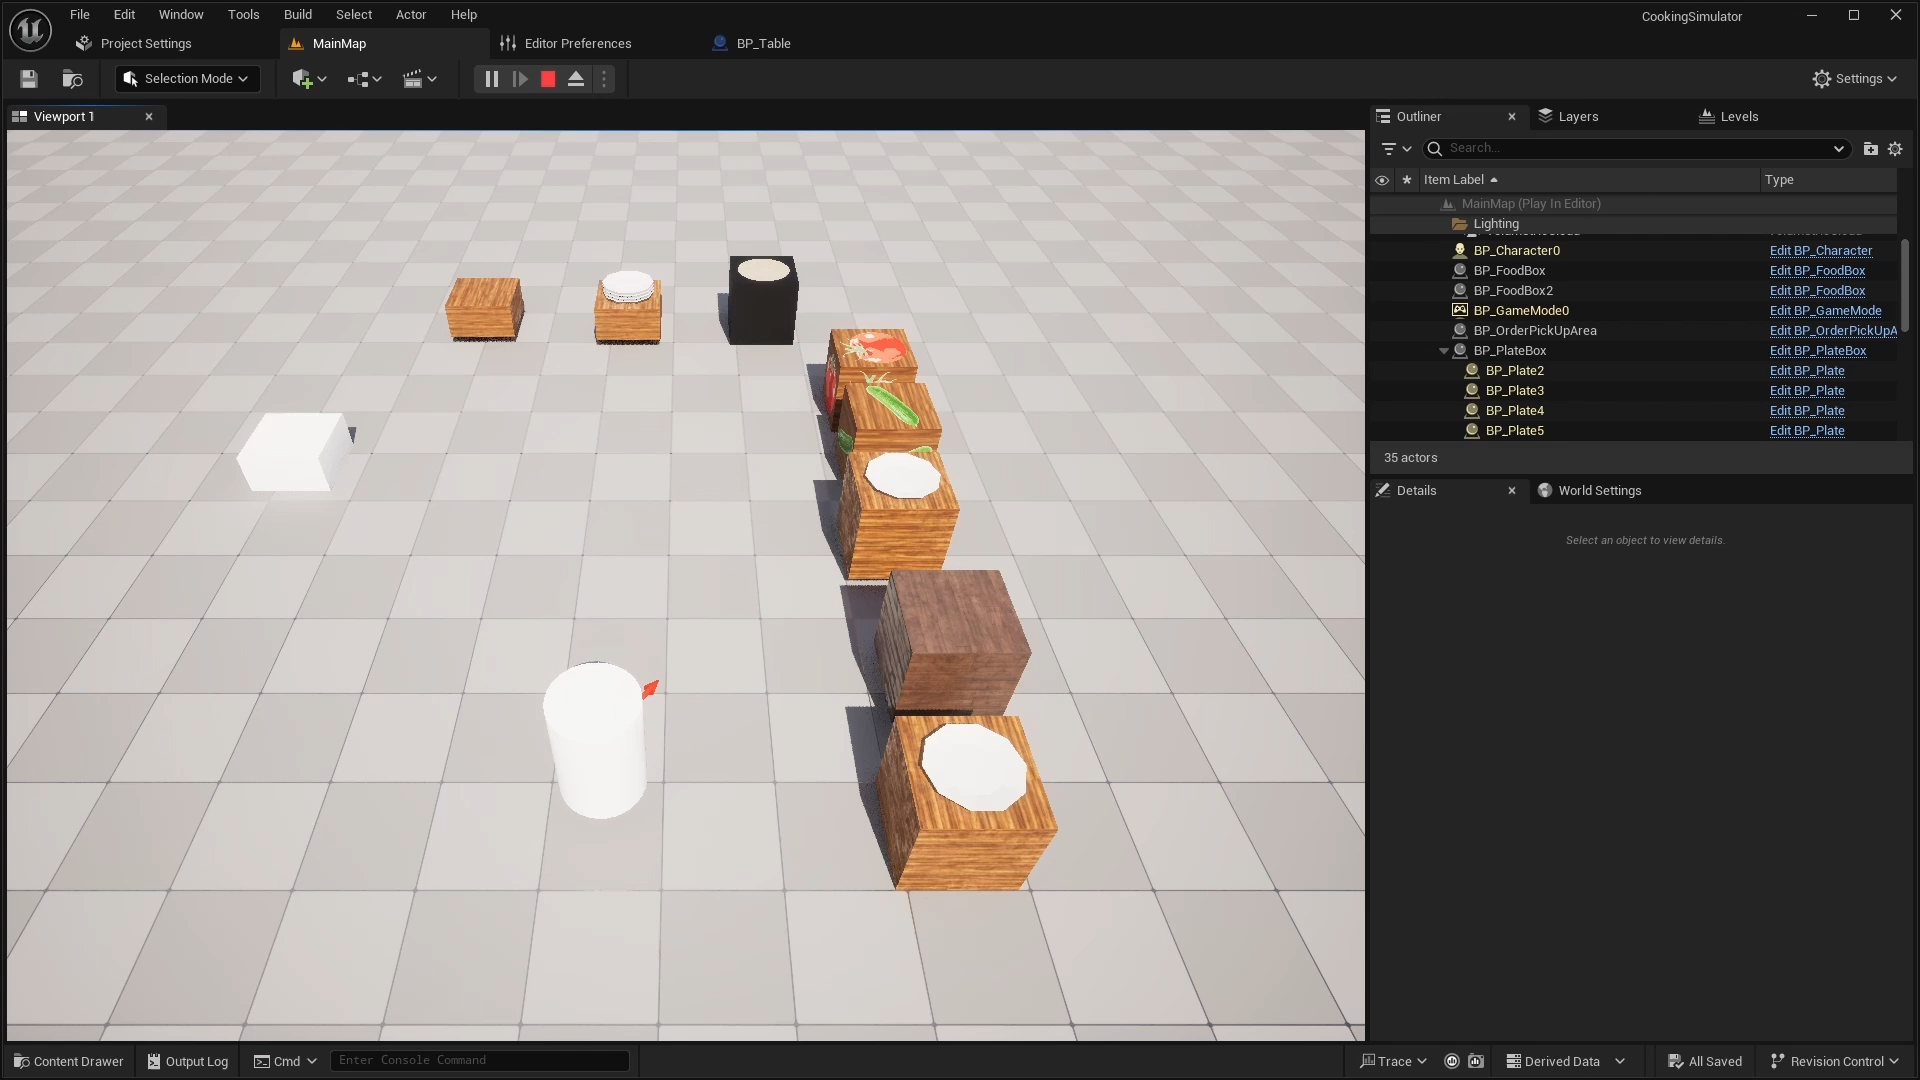 File Edit Window Tools Build Select Actor Help
CookingSimulator
Project Settings
MainMap
Editor Preferences
BP_Table
Selection Mode
Settings
Viewport 1
Outliner
Layers
Levels
Search...
Item Label
Type
MainMap (Play In Editor)
Lighting
BP_Character0 Edit BP_Character
BP_FoodBox Edit BP_FoodBox
BP_FoodBox2 Edit BP_FoodBox
BP_GameMode0 Edit BP_GameMode
BP_OrderPickUpArea Edit BP_OrderPickUpA
BP_PlateBox Edit BP_PlateBox
BP_Plate2 Edit BP_Plate
BP_Plate3 Edit BP_Plate
BP_Plate4 Edit BP_Plate
BP_Plate5 Edit BP_Plate
35 actors
Details
World Settings
Select an object to view details.
Content Drawer
Output Log
Cmd
Enter Console Command
Trace
Derived Data
All Saved
Revision Control